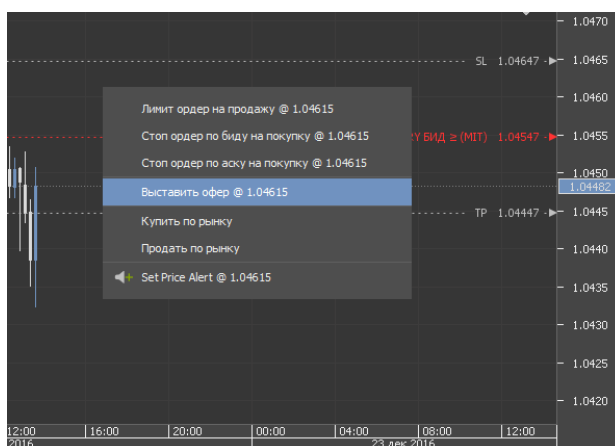 1.0470
SL 1.04647
1.0465
1.0460
Лимит ордер на продажу @ 1.04615
Стоп ордер по биду на покупку @ 1.04615
БИД ≥ (MIT) 1.04547
1.0455
Стоп ордер по аску на покупку @ 1.04615
1.0450
Выставить офер @ 1.04615
1.04482
TP 1.04447
1.0445
Купить по рынку
Продать по рынку
1.0440
Set Price Alert @ 1.04615
1.0435
1.0430
1.0425
1.0420
12:00 16:00 20:00 00:00 04:00 08:00 12:00
2016 23 дек 2016